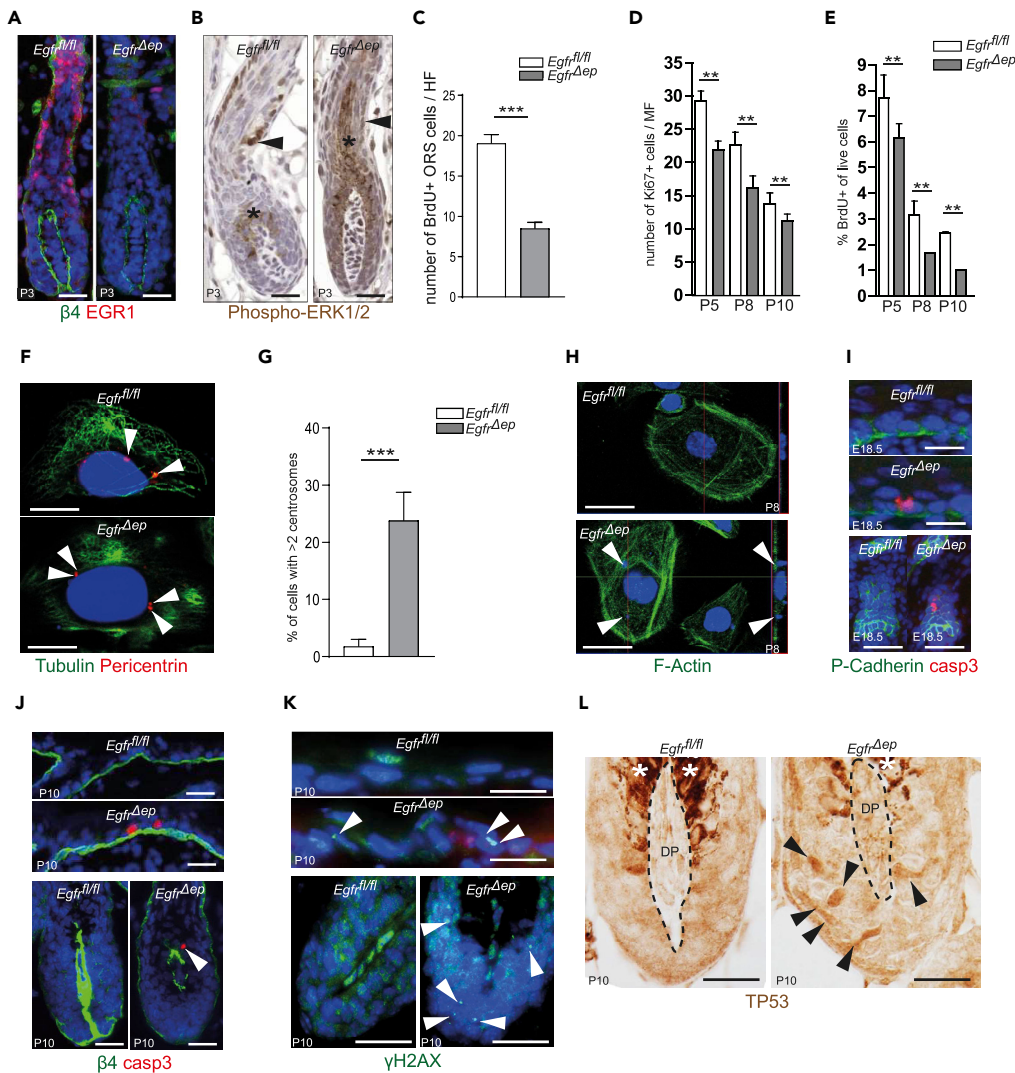 A
Egfrfl/fl
EgfrΔep
P3
β4 EGR1
B
Egfrfl/fl
EgfrΔep
*
*
P3
Phospho-ERK1/2
C
Egfrfl/fl
EgfrΔep
number of BrdU+ ORS cells / HF
25
20
15
10
5
0
***
D
number of Ki67+ cells / MF
35
30
25
20
15
10
5
0
**
**
**
P5 P8 P10
E
Egfrfl/fl
EgfrΔep
% BrdU+ of live cells
9
8
7
6
5
4
3
2
1
0
**
**
**
P5 P8 P10
F
Egfrfl/fl
EgfrΔep
Tubulin Pericentrin
G
Egfrfl/fl
EgfrΔep
% of cells with >2 centrosomes
40
30
20
10
0
***
H
Egfrfl/fl
P8
EgfrΔep
P8
F-Actin
I
Egfrfl/fl
E18.5
EgfrΔep
E18.5
Egfrfl/fl
EgfrΔep
E18.5
E18.5
P-Cadherin casp3
J
Egfrfl/fl
P10
EgfrΔep
P10
Egfrfl/fl
EgfrΔep
P10
P10
β4 casp3
K
Egfrfl/fl
P10
EgfrΔep
P10
Egfrfl/fl
EgfrΔep
P10
P10
γH2AX
L
Egfrfl/fl
EgfrΔep
* *
*
DP
DP
P10
P10
TP53